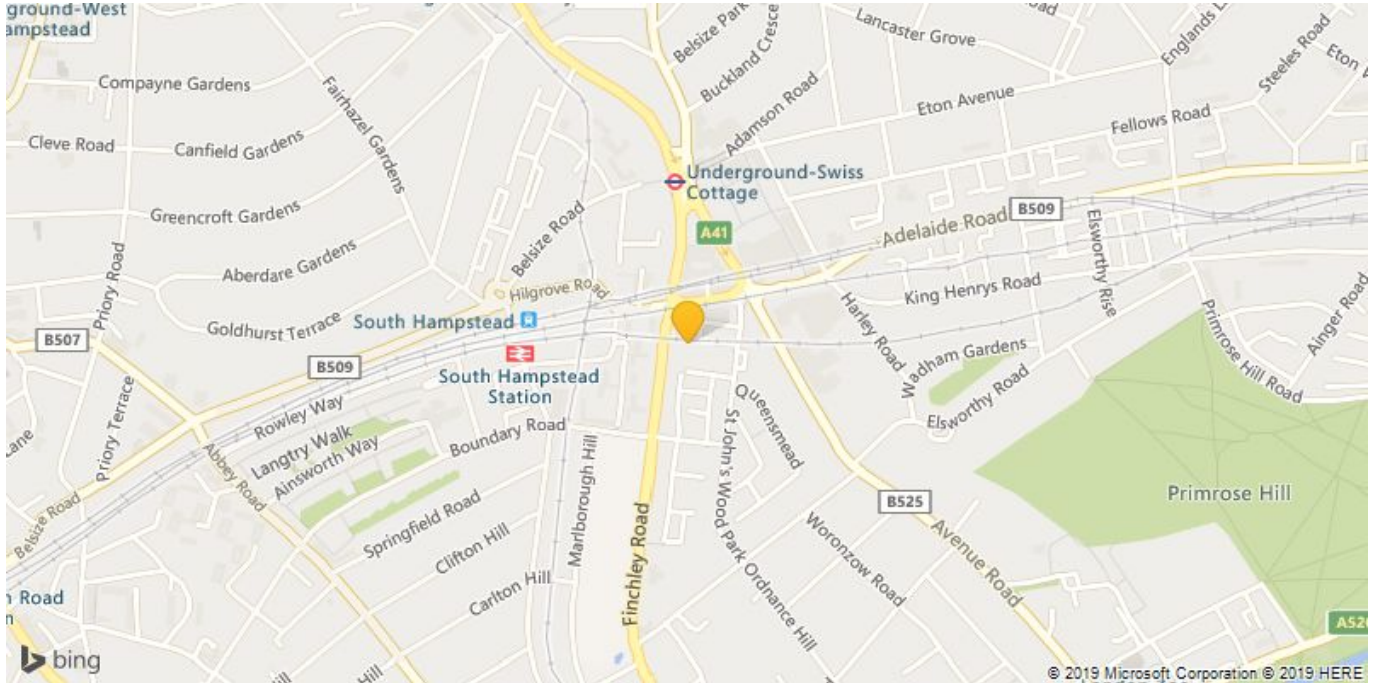 ground-West
ampstead
Compayne Gardens
Cleve Road
Canfield Gardens
Fairhazel Gardens
Greencroft Gardens
Aberdare Gardens
Goldhurst Terrace
Priory Road
B507
Priory Terrace
Lane
Belsize Road
Belsize Park
Buckland Cresce
Lancaster Grove
Road
Englands L
Steeles Road
Eton
Eton Avenue
Fellows Road
Adamson Road
Underground-Swiss
Cottage
A41
Adelaide Road
B509
Elsworthy Rise
King Henrys Road
Harley Road
Wadham Gardens
Elsworthy Road
Primrose Hill Road
Ainger Road
Belsize Road
Hilgrove Road
South Hampstead
South Hampstead
Station
B509
Rowley Way
Langtry Walk
Ainsworth Way
Boundary Road
Abbey Road
Springfield Road
Clifton Hill
Carlton Hill
Marlborough Hill
Finchley Road
Queensmead
St John's Wood Park
Ordnance Hill
Woronzow Road
B525
Avenue Road
Primrose Hill
Road
A520
bing
© 2019 Microsoft Corporation © 2019 HERE